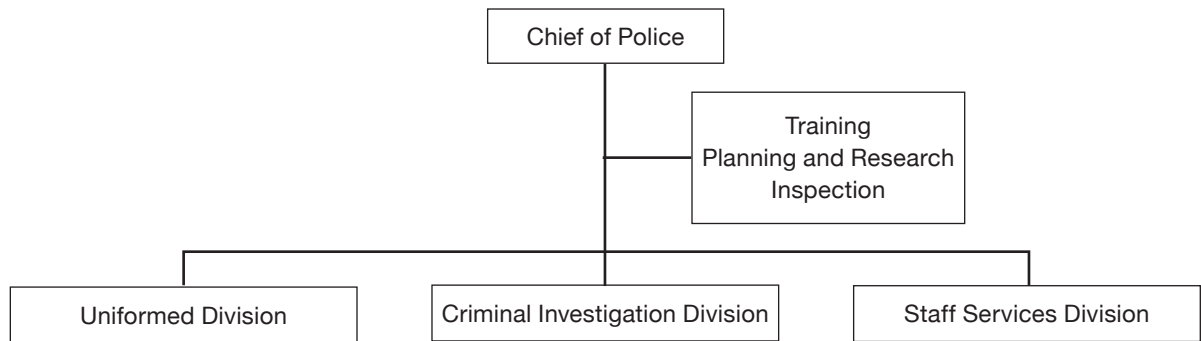 Chief of Police
Training
Planning and Research
Inspection
Uniformed Division
Criminal Investigation Division
Staff Services Division